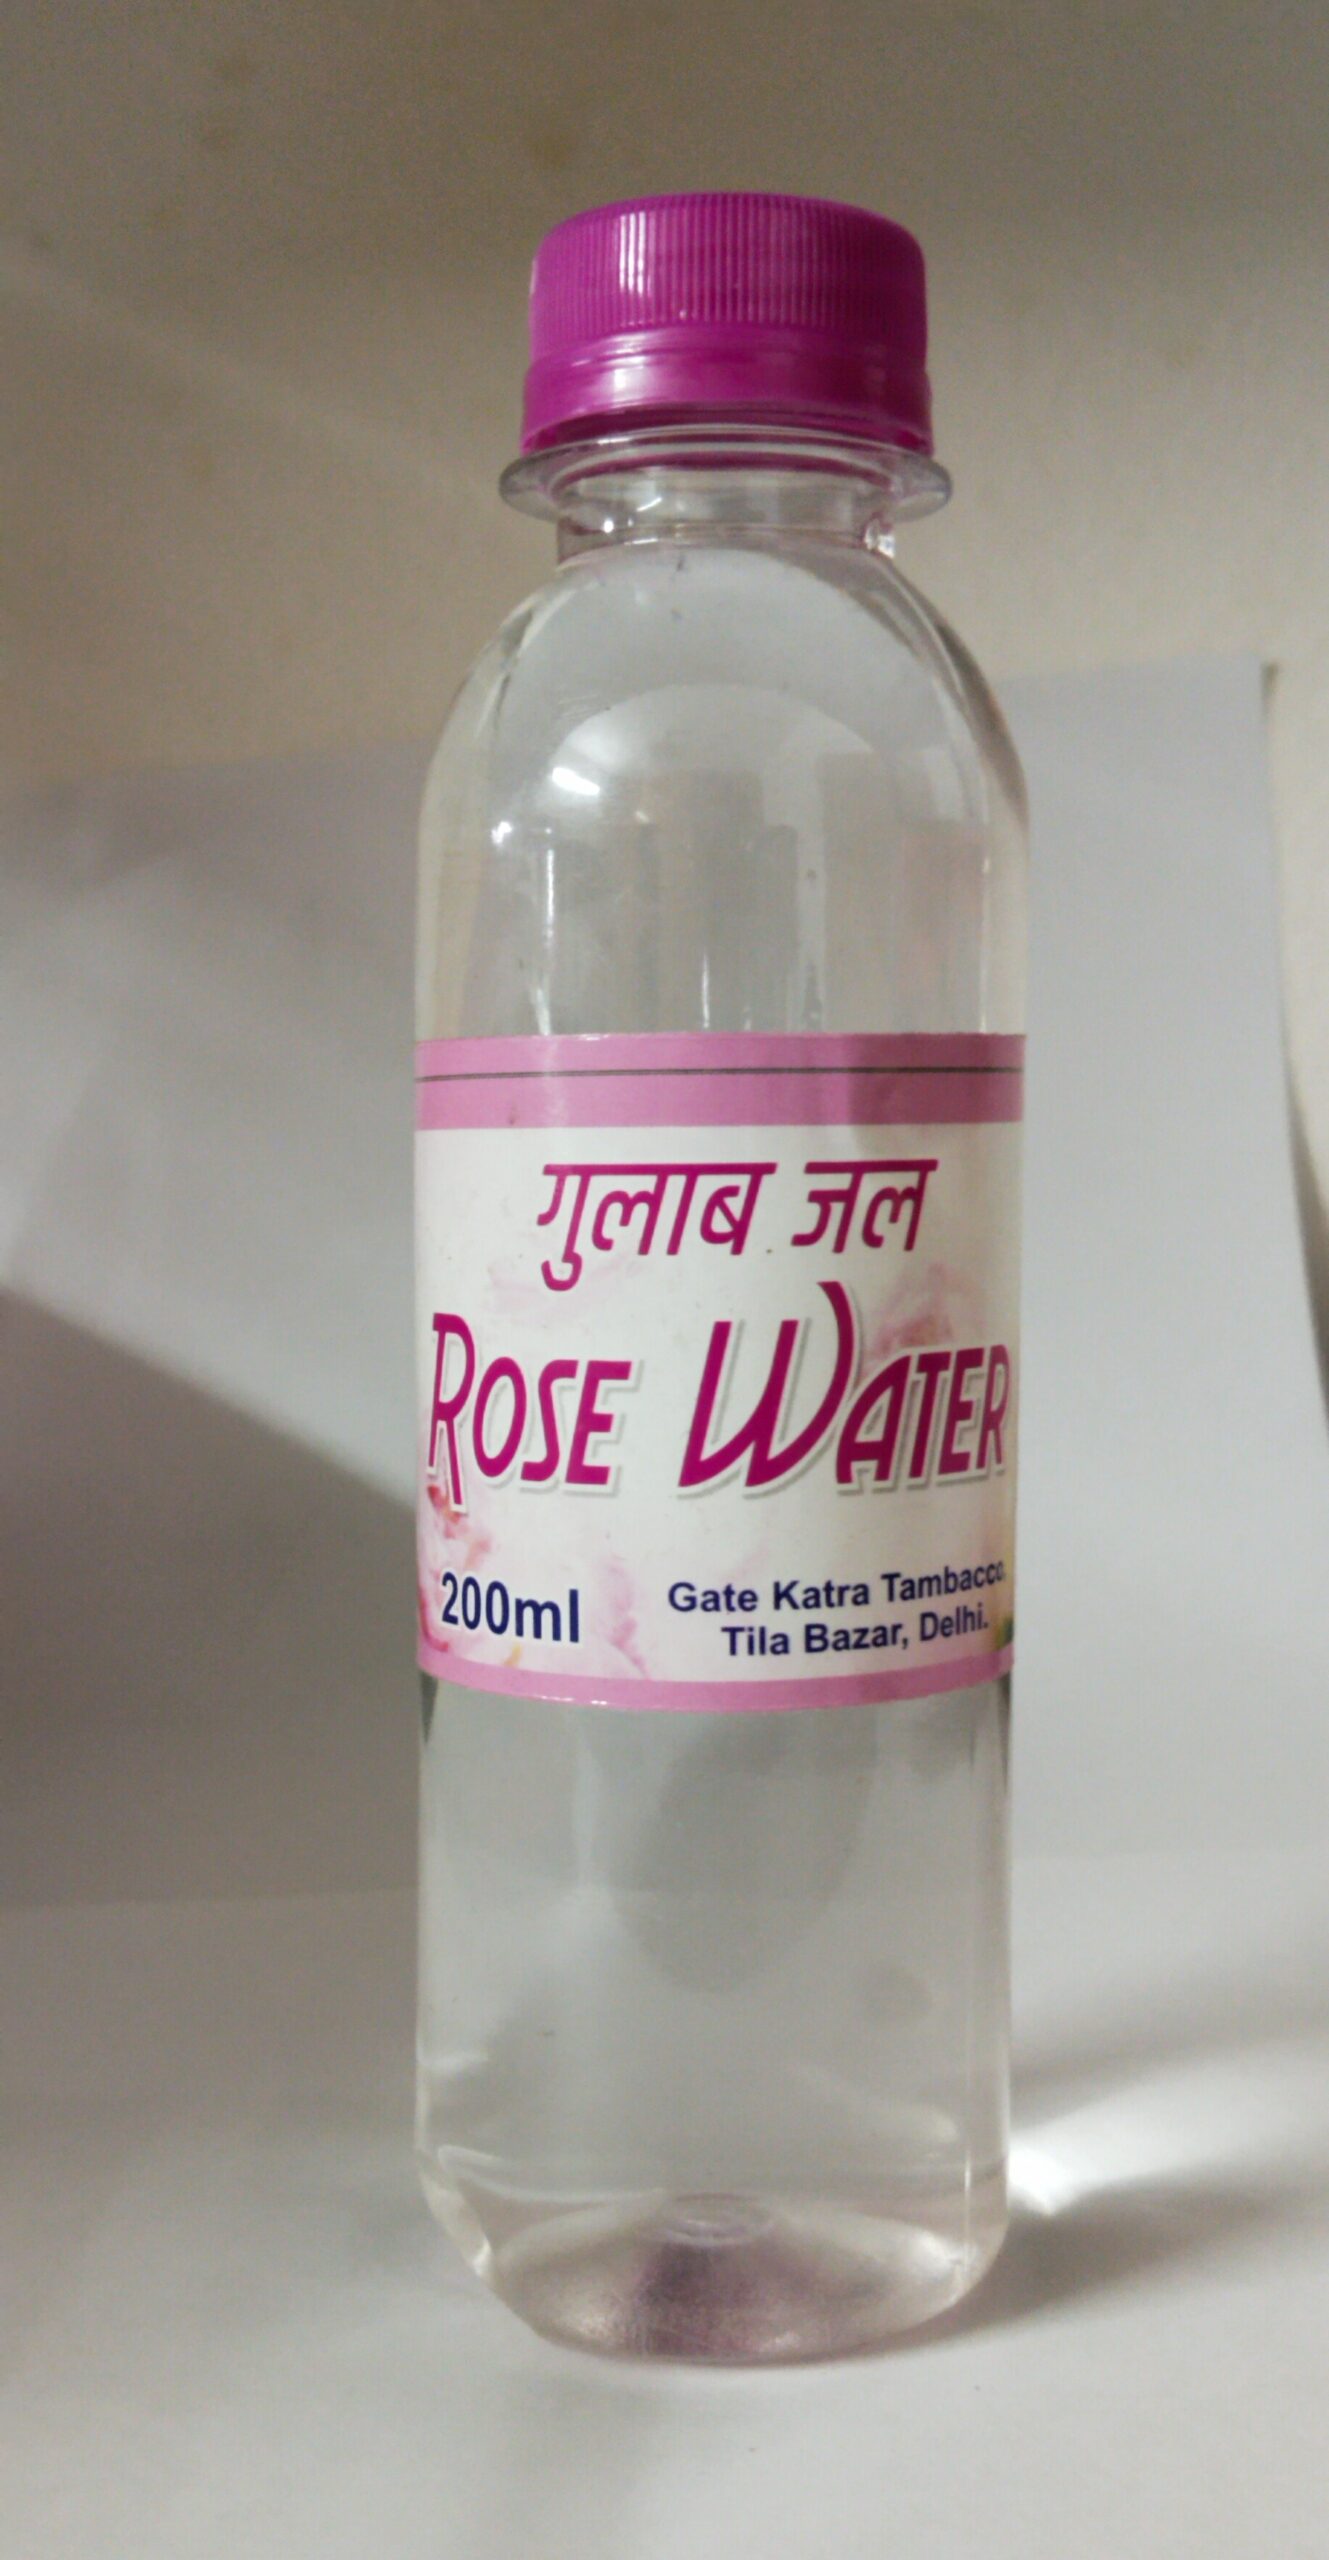 गुलाब जल
ROSE WATER
200ml
Gate Katra Tambacco,
Tila Bazar, Delhi.